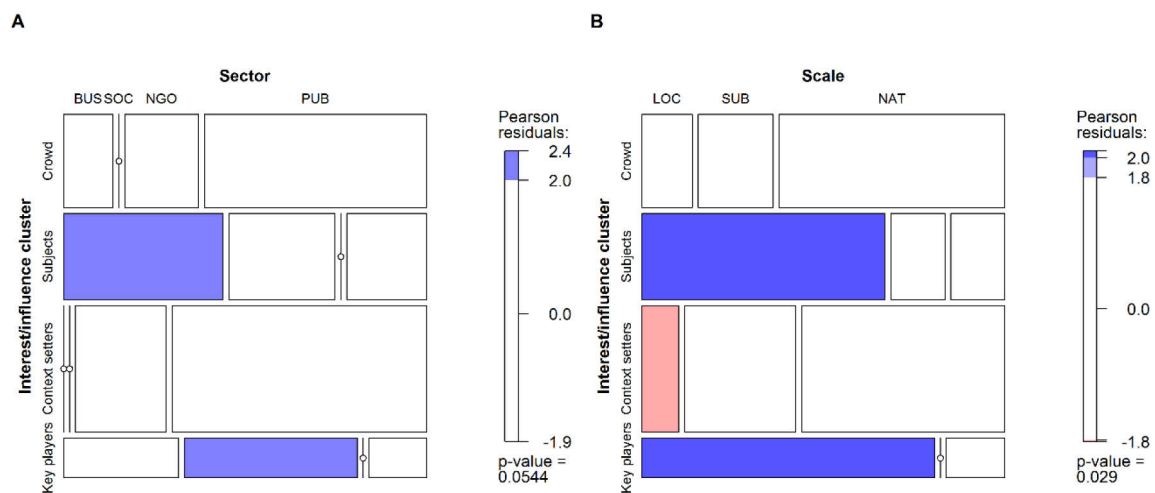 A
Sector
BUS SOC NGO PUB
Interest/influence cluster
Crowd
Subjects
Context setters
Key players
Pearson
residuals:
2.4
2.0
0.0
-1.9
p-value =
0.0544
B
Scale
LOC SUB NAT
Interest/influence cluster
Crowd
Subjects
Context setters
Key players
Pearson
residuals:
2.0
1.8
0.0
-1.8
p-value =
0.029